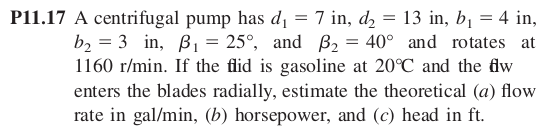 P11.17 A centrifugal pump has d₁ = 7 in, d₂ = 13 in, b₁ = 4 in,
b₂ = 3 in, β₁ = 25°, and β₂ = 40° and rotates at
1160 r/min. If the fluid is gasoline at 20°C and the flow
enters the blades radially, estimate the theoretical (a) flow
rate in gal/min, (b) horsepower, and (c) head in ft.